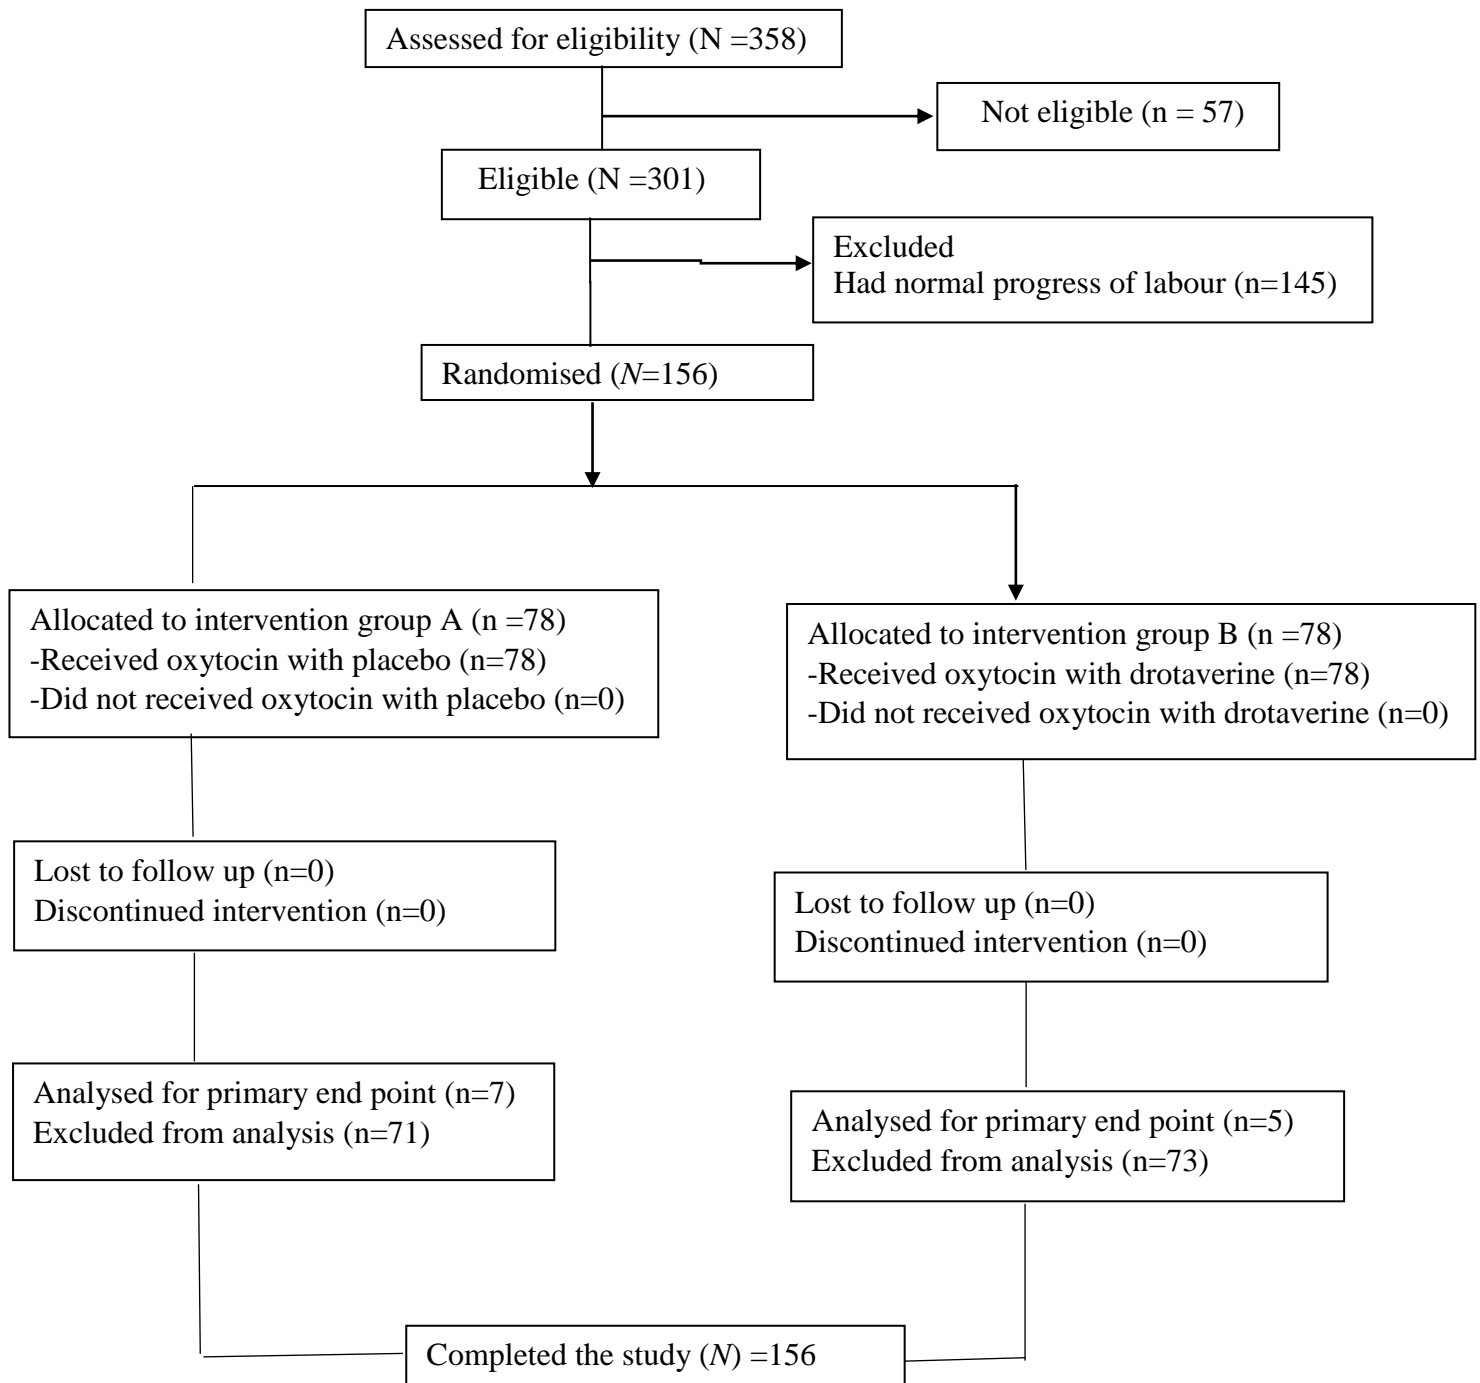 Assessed for eligibility (N =358)
Not eligible (n = 57)
Eligible (N =301)
Excluded
Had normal progress of labour (n=145)
Randomised (N=156)
Allocated to intervention group A (n =78)
-Received oxytocin with placebo (n=78)
-Did not received oxytocin with placebo (n=0)
Allocated to intervention group B (n =78)
-Received oxytocin with drotaverine (n=78)
-Did not received oxytocin with drotaverine (n=0)
Lost to follow up (n=0)
Discontinued intervention (n=0)
Lost to follow up (n=0)
Discontinued intervention (n=0)
Analysed for primary end point (n=7)
Excluded from analysis (n=71)
Analysed for primary end point (n=5)
Excluded from analysis (n=73)
Completed the study (N) =156